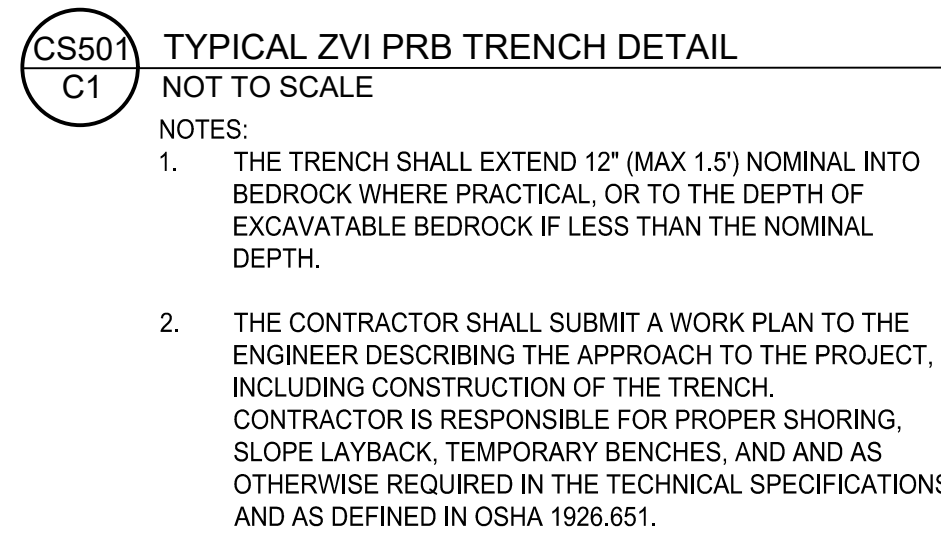 CS501 TYPICAL ZVI PRB TRENCH DETAIL
C1 NOT TO SCALE
NOTES:
1. THE TRENCH SHALL EXTEND 12" (MAX 1.5') NOMINAL INTO
BEDROCK WHERE PRACTICAL, OR TO THE DEPTH OF
EXCAVATABLE BEDROCK IF LESS THAN THE NOMINAL
DEPTH.
2. THE CONTRACTOR SHALL SUBMIT A WORK PLAN TO THE
ENGINEER DESCRIBING THE APPROACH TO THE PROJECT,
INCLUDING CONSTRUCTION OF THE TRENCH.
CONTRACTOR IS RESPONSIBLE FOR PROPER SHORING,
SLOPE LAYBACK, TEMPORARY BENCHES, AND AND AS
OTHERWISE REQUIRED IN THE TECHNICAL SPECIFICATIONS
AND AS DEFINED IN OSHA 1926.651.